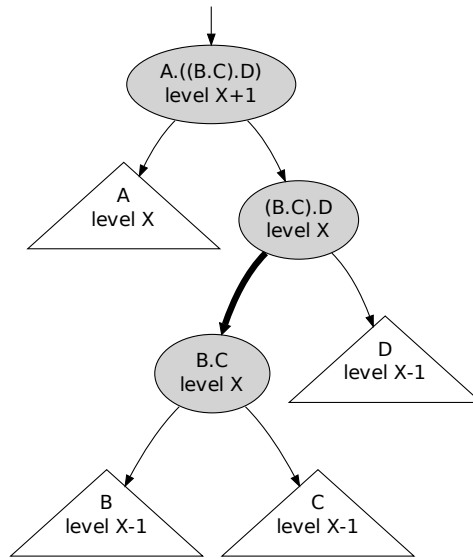 A.((B.C).D)
level X+1
A
level X
(B.C).D
level X
B.C
level X
D
level X-1
B
level X-1
C
level X-1